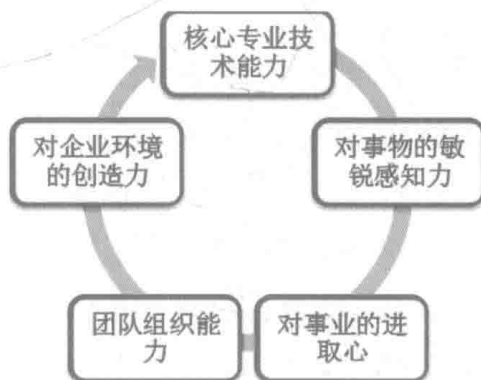 核心专业技
术能力
对事物的敏
锐感知力
对事业的进
取心
团队组织能
力
对企业环境
的创造力